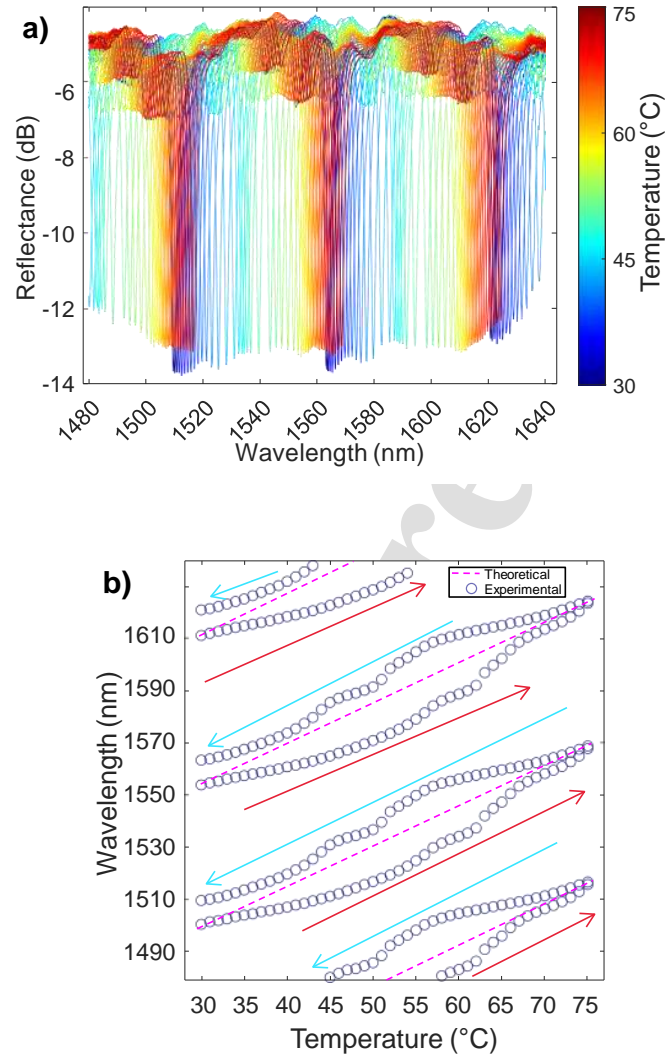 a)
75
60
45
30
Temperature (°C)
-6
-8
-10
-12
-14
Reflectance (dB)
1480
1500
1520
1540
1560
1580
1600
1620
1640
Wavelength (nm)
re
b)
Theoretical
Experimental
1610
1590
1570
1550
1530
1510
1490
Wavelength (nm)
30 35 40 45 50 55 60 65 70 75
Temperature (°C)